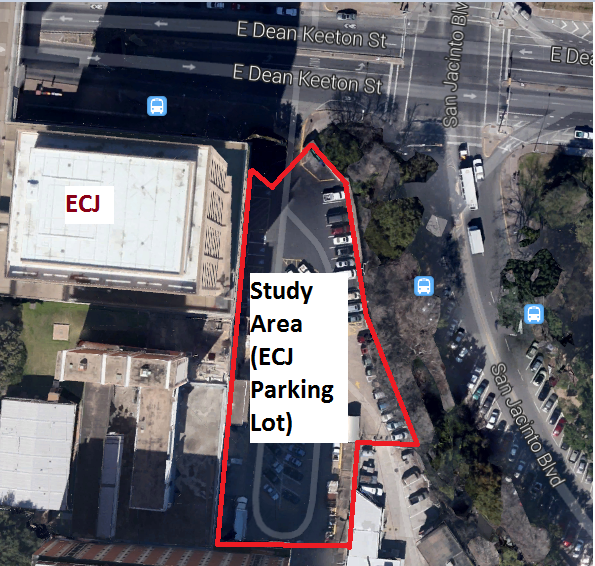 E Dean Keeton St
E Dea
E Dean Keeton St
San Jacinto Blvd
ECJ
Study
Area
(ECJ
Parking
Lot)
San Jacinto Blvd